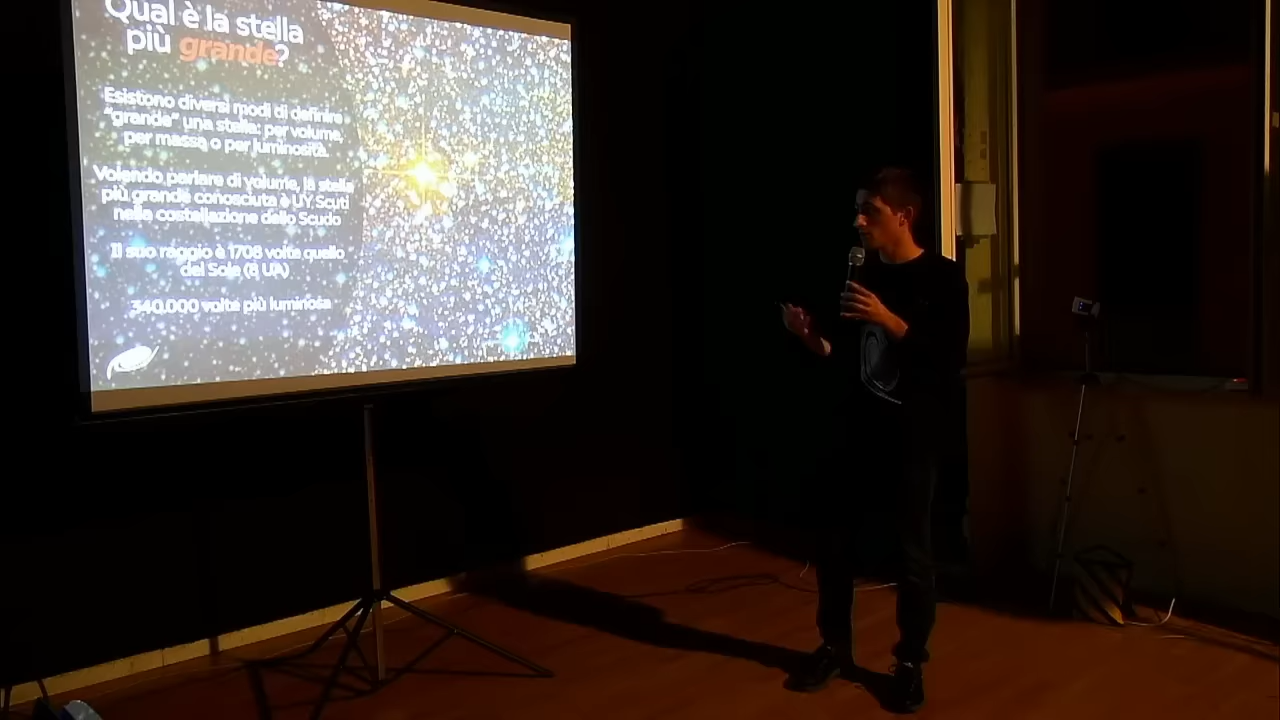 Qual è la stella
più grande?
Esistono diversi modi di definire
"grande" una stella: per volume,
per massa o per luminosità.
Volendo parlare di volume, la stella
più grande conosciuta è UY Scuti
nella costellazione dello Scudo
Il suo raggio è 1708 volte quello
del Sole (8 UA)
340.000 volte più luminosa